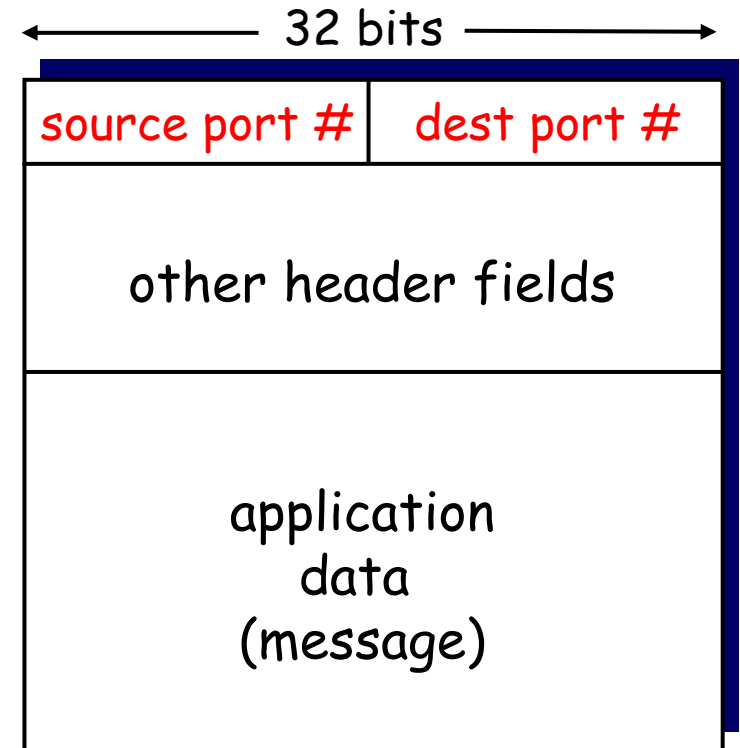 32 bits
source port # dest port #
other header fields
application
data
(message)